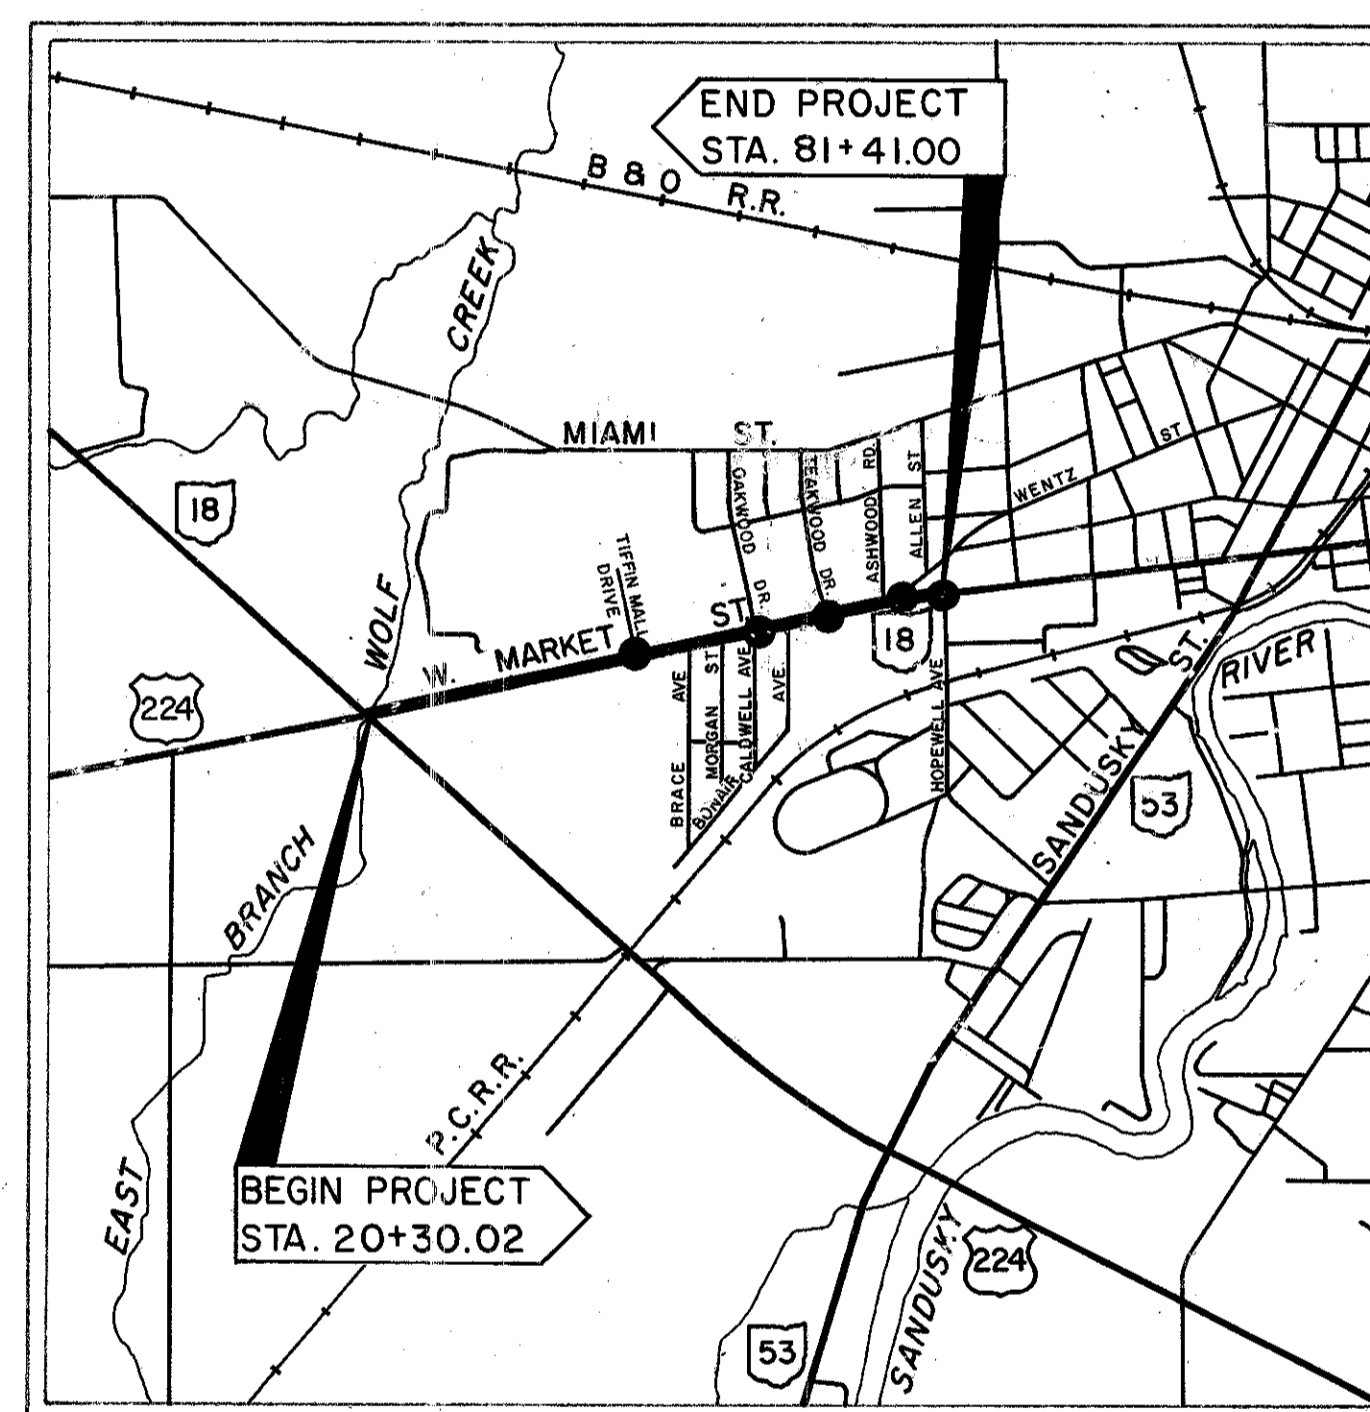 END PROJECT
STA. 81+41.00
B & O R.R.
CREEK
MIAMI ST.
18
OAKWOOD DR.
TEAKWOOD DR.
ASHWOOD RD.
ALLEN ST
WENTZ ST
TIFFIN MALL
DRIVE
WOLF
W. MARKET ST.
18
224
BRACE AVE
MORGAN ST
CALDWELL AVE
BONAIR AVE.
HOPEWELL AVE
SANDUSKY ST.
RIVER
53
BRANCH
P.C.R.R.
EAST
BEGIN PROJECT
STA. 20+30.02
SANDUSKY
224
53